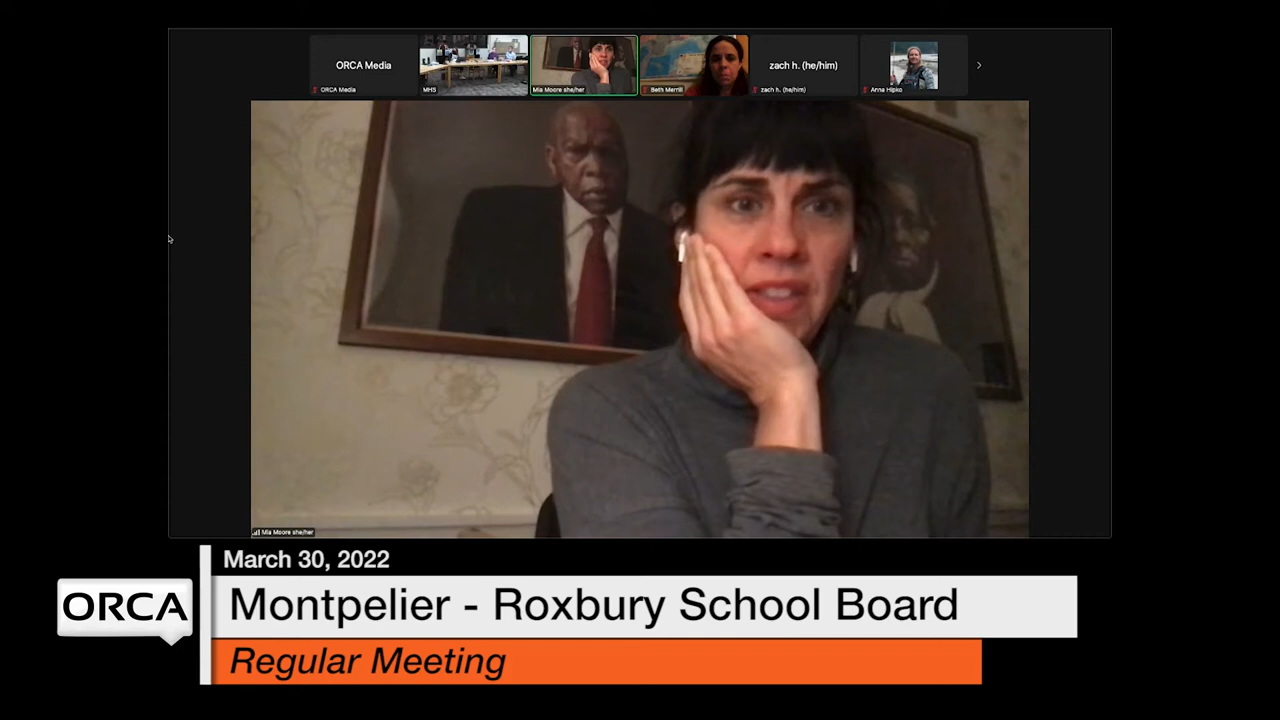 ORCA Media
zach h. (he/him)
ORCA Media
MHS
Mia Moore she/her
Beth Merrill
zach h. (he/him)
Anna Hipko
Mia Moore she/her
March 30, 2022
ORCA
Montpelier - Roxbury School Board
Regular Meeting